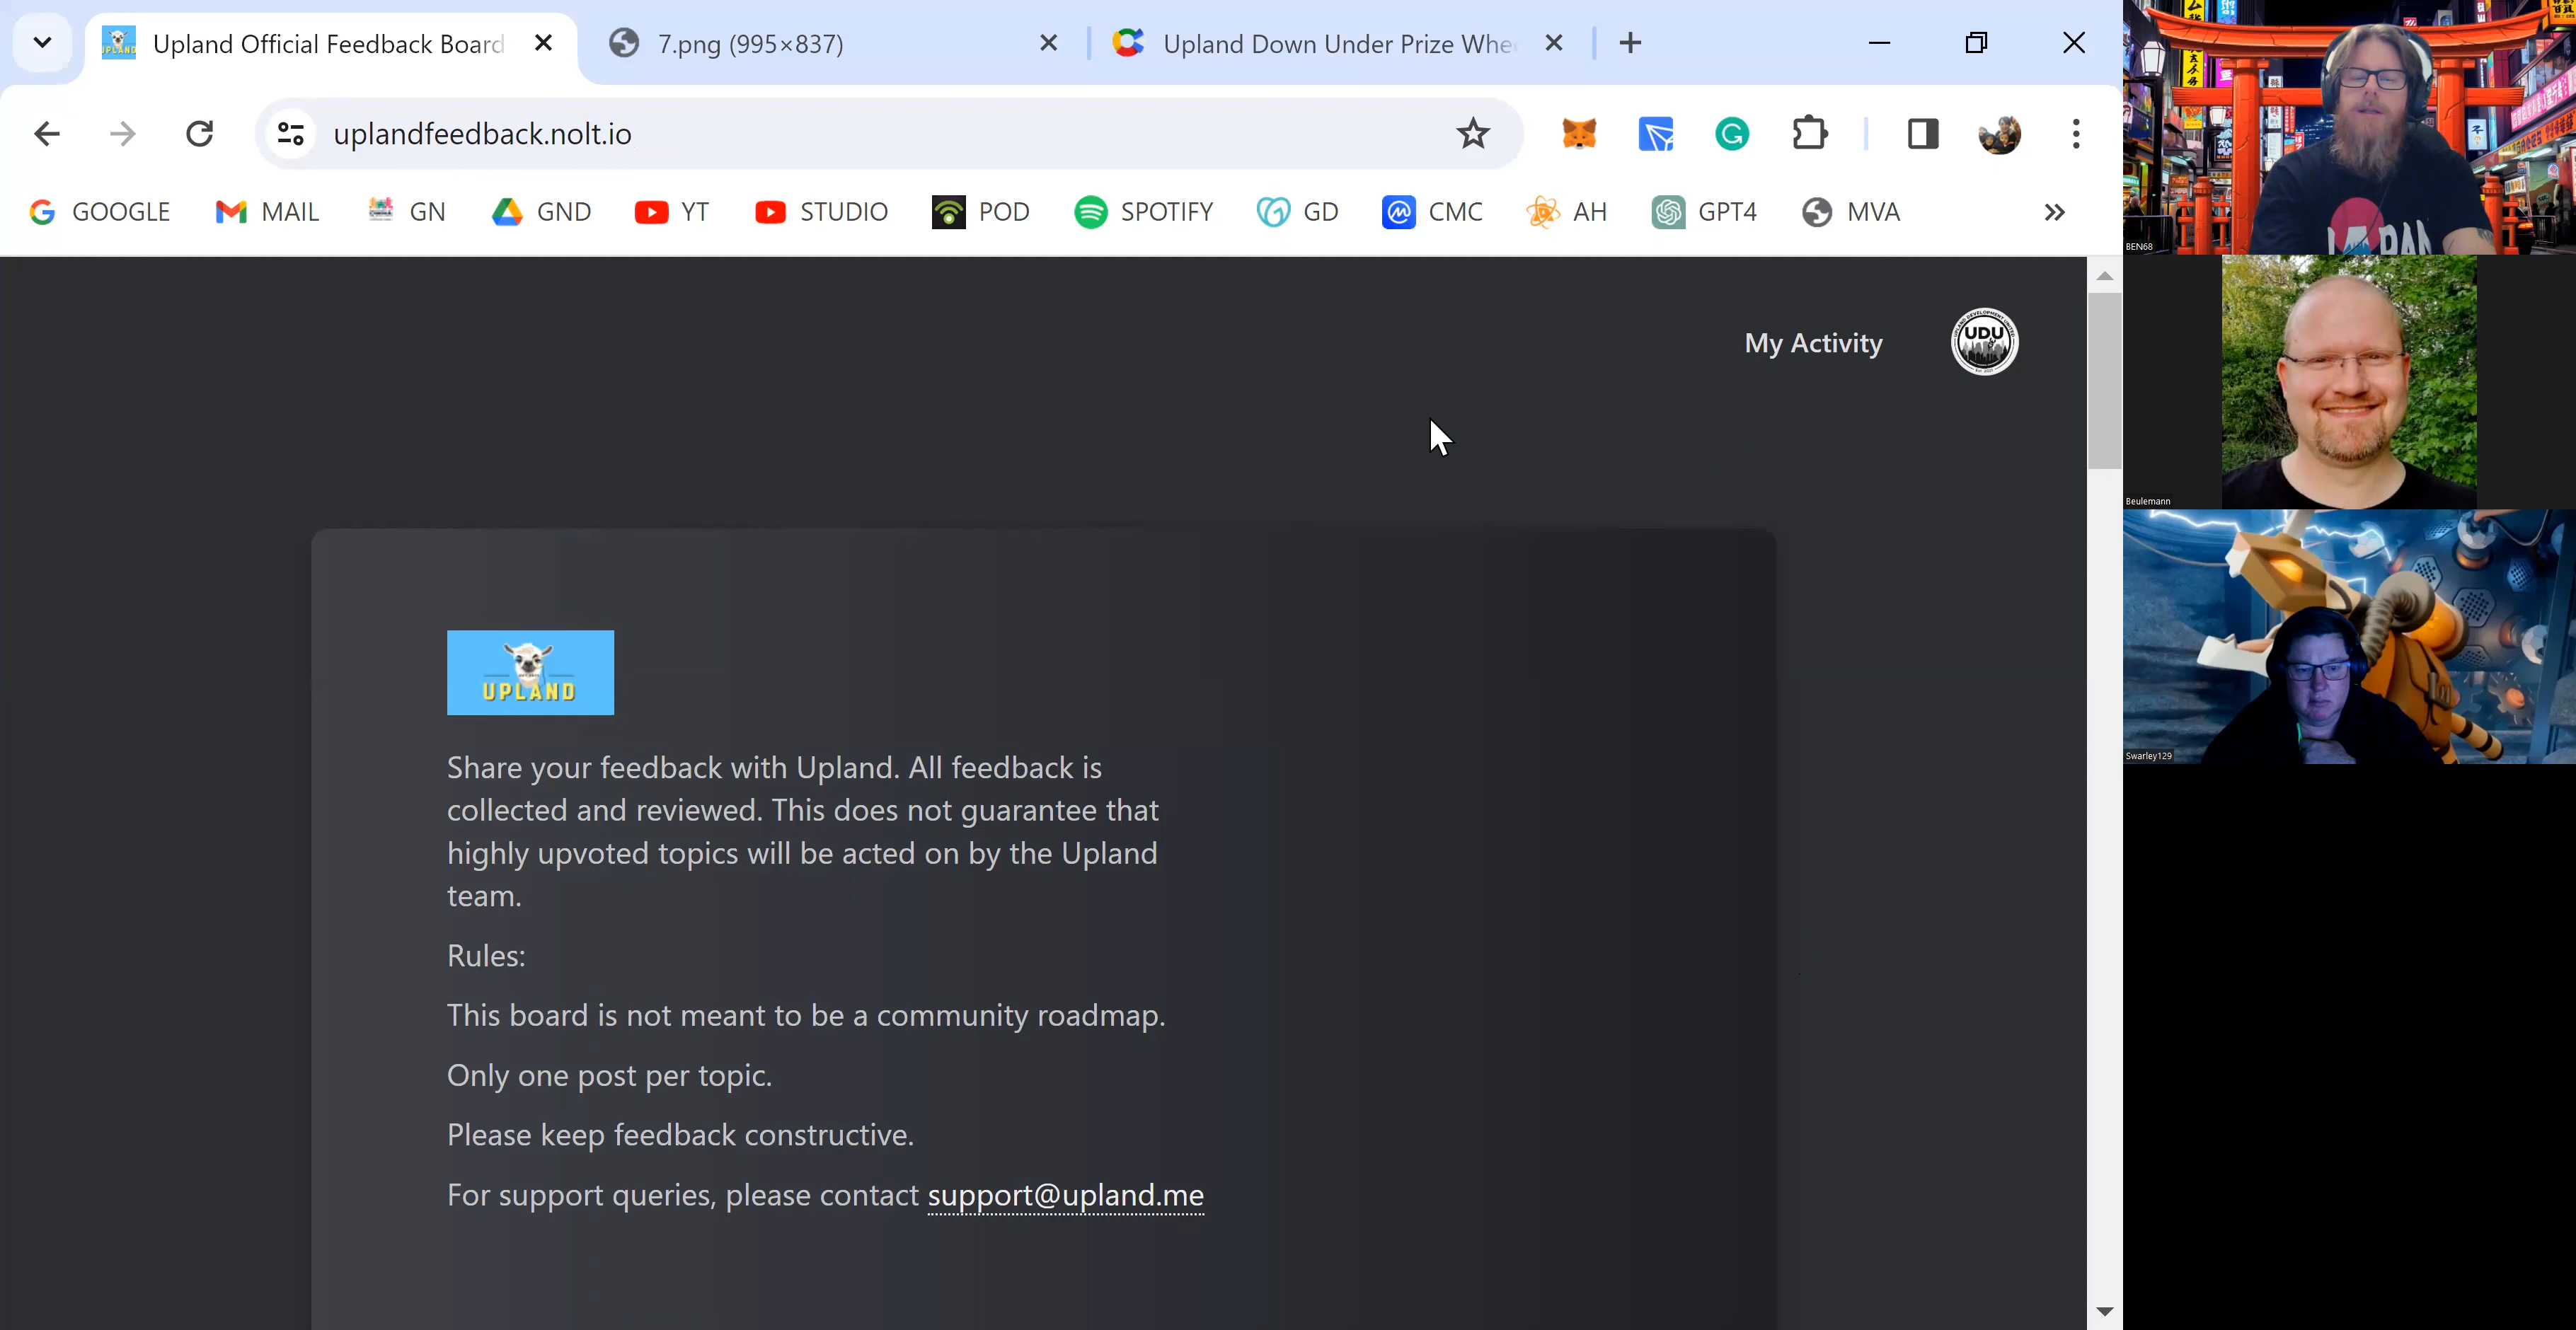 Upland Official Feedback Board
7.png (995×837)
Upland Down Under Prize Whe
uplandfeedback.nolt.io
GOOGLE
MAIL
GN
GND
YT
STUDIO
POD
SPOTIFY
GD
CMC
AH
GPT4
MVA
My Activity
UDU
UPLAND
Share your feedback with Upland. All feedback is
collected and reviewed. This does not guarantee that
highly upvoted topics will be acted on by the Upland
team.
Rules:
This board is not meant to be a community roadmap.
Only one post per topic.
Please keep feedback constructive.
For support queries, please contact support@upland.me
BEN68
Beulemann
Swarley129